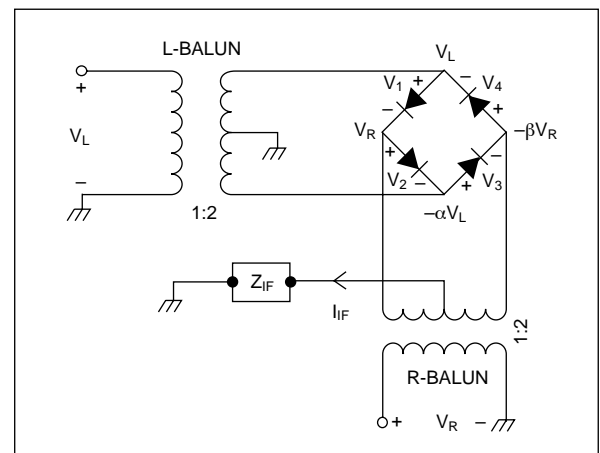 L-BALUN
V_L
+
V_L
−
1:2
V_1
+
−
−
V_4
+
V_R
−βV_R
+
V_2
−
−
V_3
+
−αV_L
Z_IF
I_IF
1:2
R-BALUN
+ V_R −